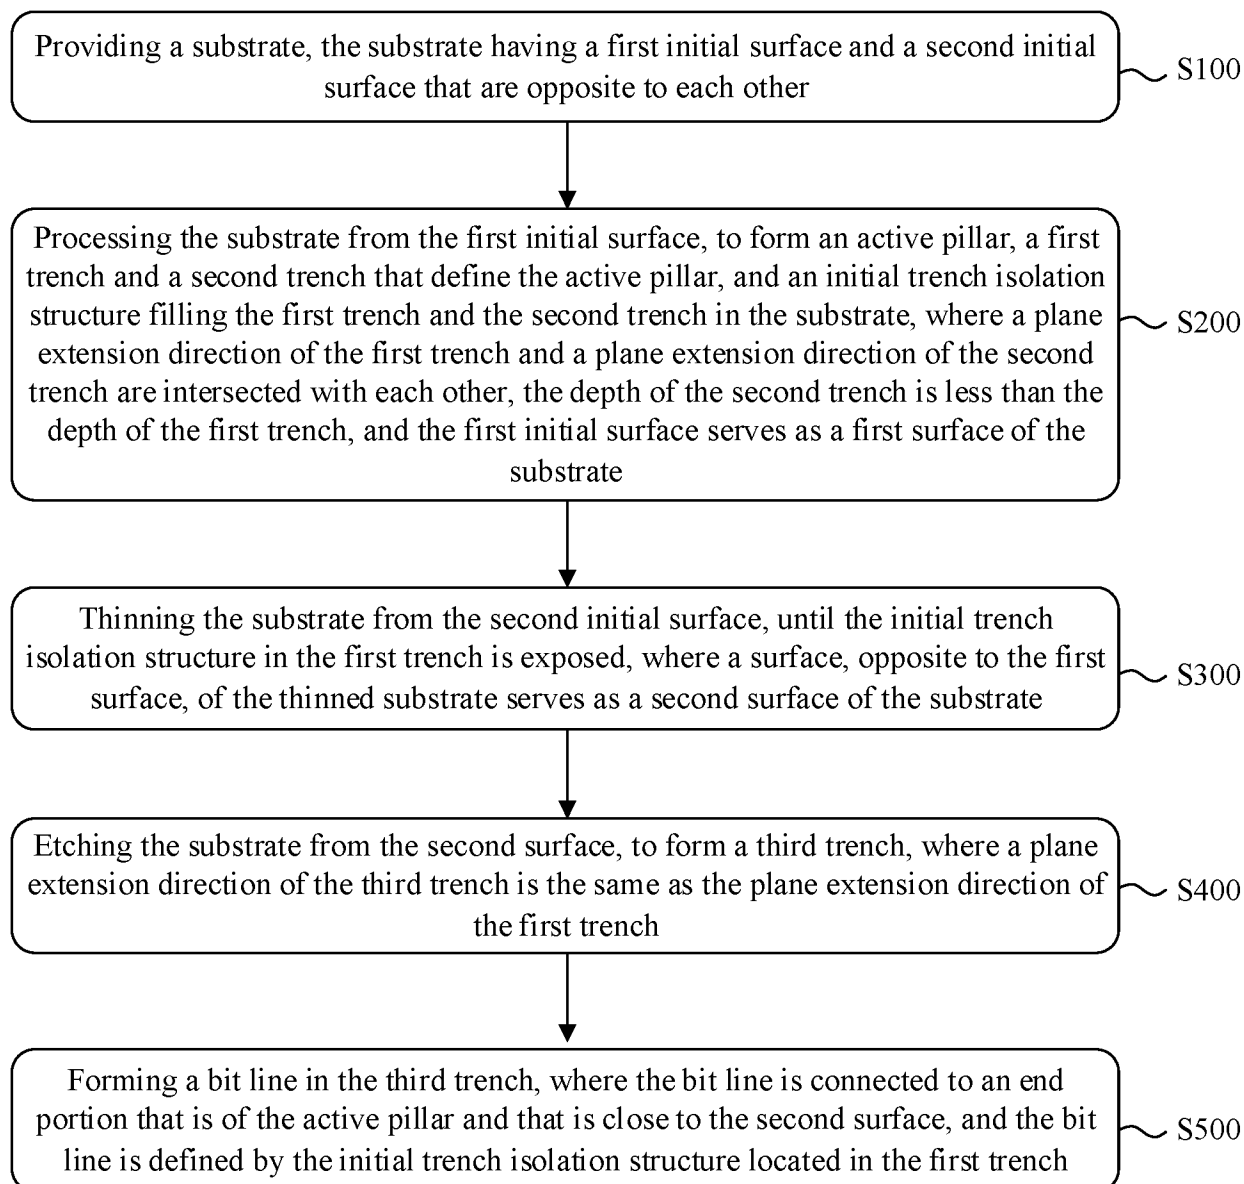 Providing a substrate, the substrate having a first initial surface and a second initial
surface that are opposite to each other
S100
Processing the substrate from the first initial surface, to form an active pillar, a first
trench and a second trench that define the active pillar, and an initial trench isolation
structure filling the first trench and the second trench in the substrate, where a plane
extension direction of the first trench and a plane extension direction of the second
trench are intersected with each other, the depth of the second trench is less than the
depth of the first trench, and the first initial surface serves as a first surface of the
substrate
S200
Thinning the substrate from the second initial surface, until the initial trench
isolation structure in the first trench is exposed, where a surface, opposite to the first
surface, of the thinned substrate serves as a second surface of the substrate
S300
Etching the substrate from the second surface, to form a third trench, where a plane
extension direction of the third trench is the same as the plane extension direction of
the first trench
S400
Forming a bit line in the third trench, where the bit line is connected to an end
portion that is of the active pillar and that is close to the second surface, and the bit
line is defined by the initial trench isolation structure located in the first trench
S500